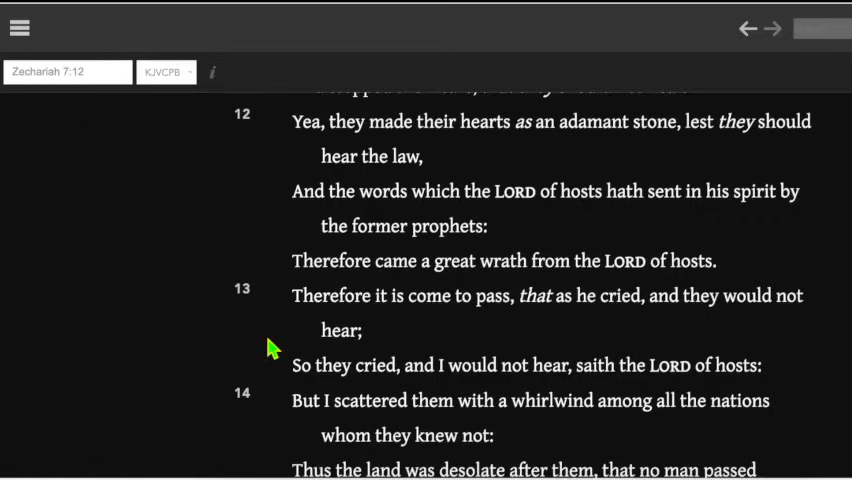 Zechariah 7:12
KJVCPB
i
12
Yea, they made their hearts as an adamant stone, lest they should
hear the law,
And the words which the LORD of hosts hath sent in his spirit by
the former prophets:
Therefore came a great wrath from the LORD of hosts.
13
Therefore it is come to pass, that as he cried, and they would not
hear;
So they cried, and I would not hear, saith the LORD of hosts:
14
But I scattered them with a whirlwind among all the nations
whom they knew not:
Thus the land was desolate after them, that no man passed